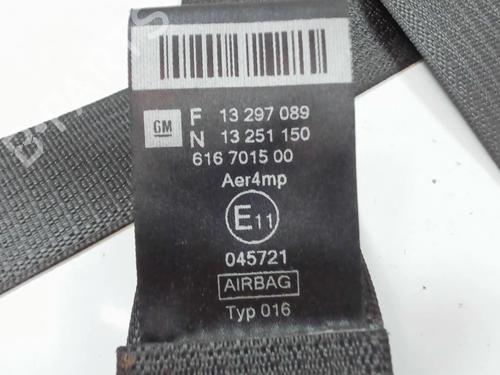 GM
F 13 297 089
N 13 251 150
616 7015 00
Aer4mp
E11
045721
AIRBAG
Typ 016